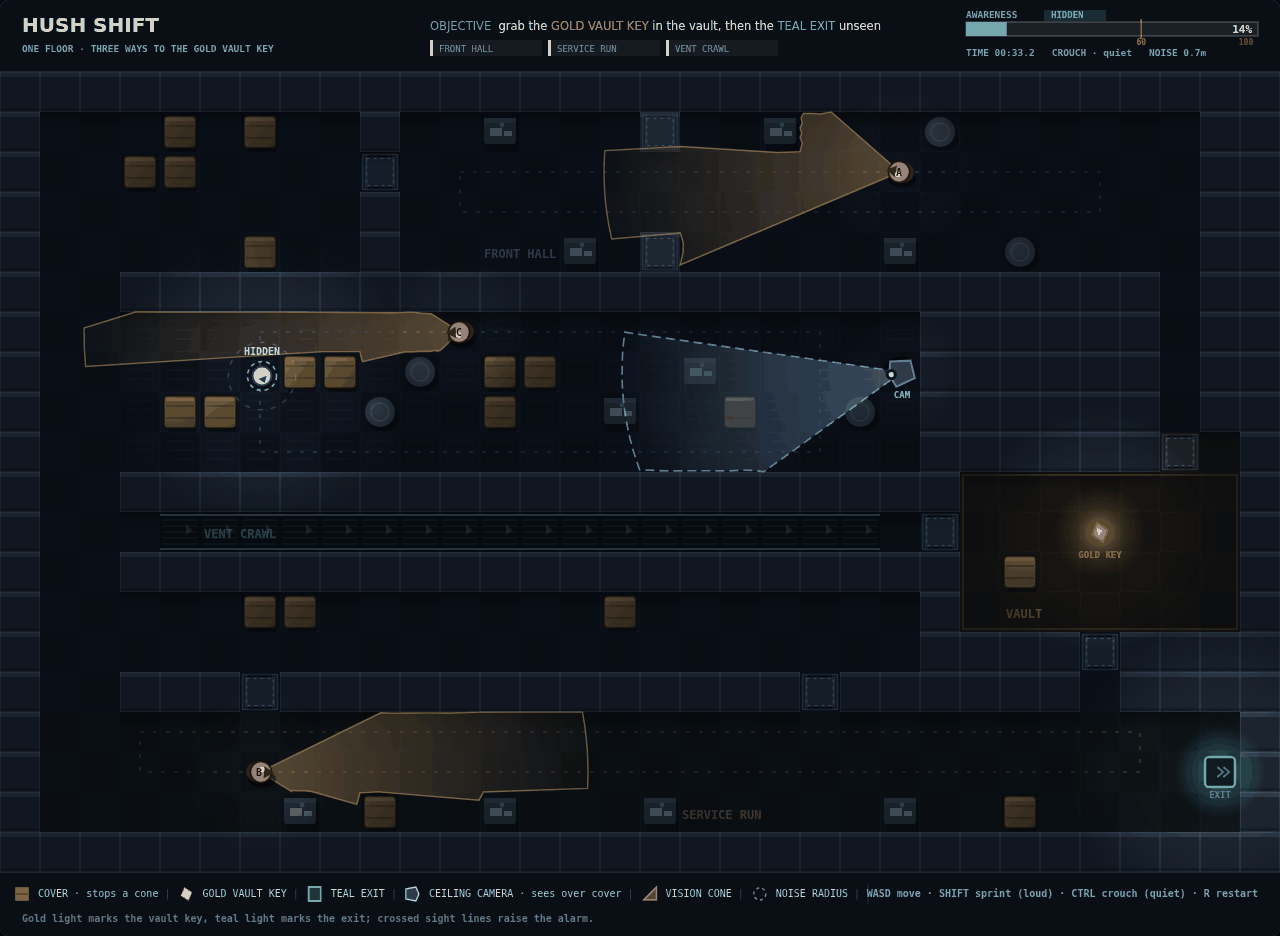 HUSH SHIFT
ONE FLOOR · THREE WAYS TO THE GOLD VAULT KEY
OBJECTIVE grab the GOLD VAULT KEY in the vault, then the TEAL EXIT unseen
FRONT HALL
SERVICE RUN
VENT CRAWL
AWARENESS
HIDDEN
14%
60
100
TIME 00:33.2 CROUCH · quiet NOISE 0.7m
A
FRONT HALL
C
HIDDEN
CAM
VENT CRAWL
GOLD KEY
VAULT
B
EXIT
SERVICE RUN
COVER · stops a cone | GOLD VAULT KEY | TEAL EXIT | CEILING CAMERA · sees over cover | VISION CONE | NOISE RADIUS | WASD move · SHIFT sprint (loud) · CTRL crouch (quiet) · R restart
Gold light marks the vault key, teal light marks the exit; crossed sight lines raise the alarm.